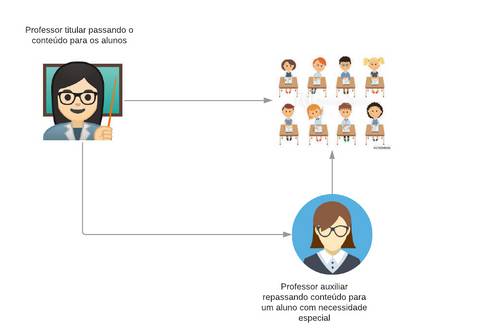 Professor titular passando o
conteúdo para os alunos
Professor auxiliar
repassando conteúdo para
um aluno com necessidade
especial